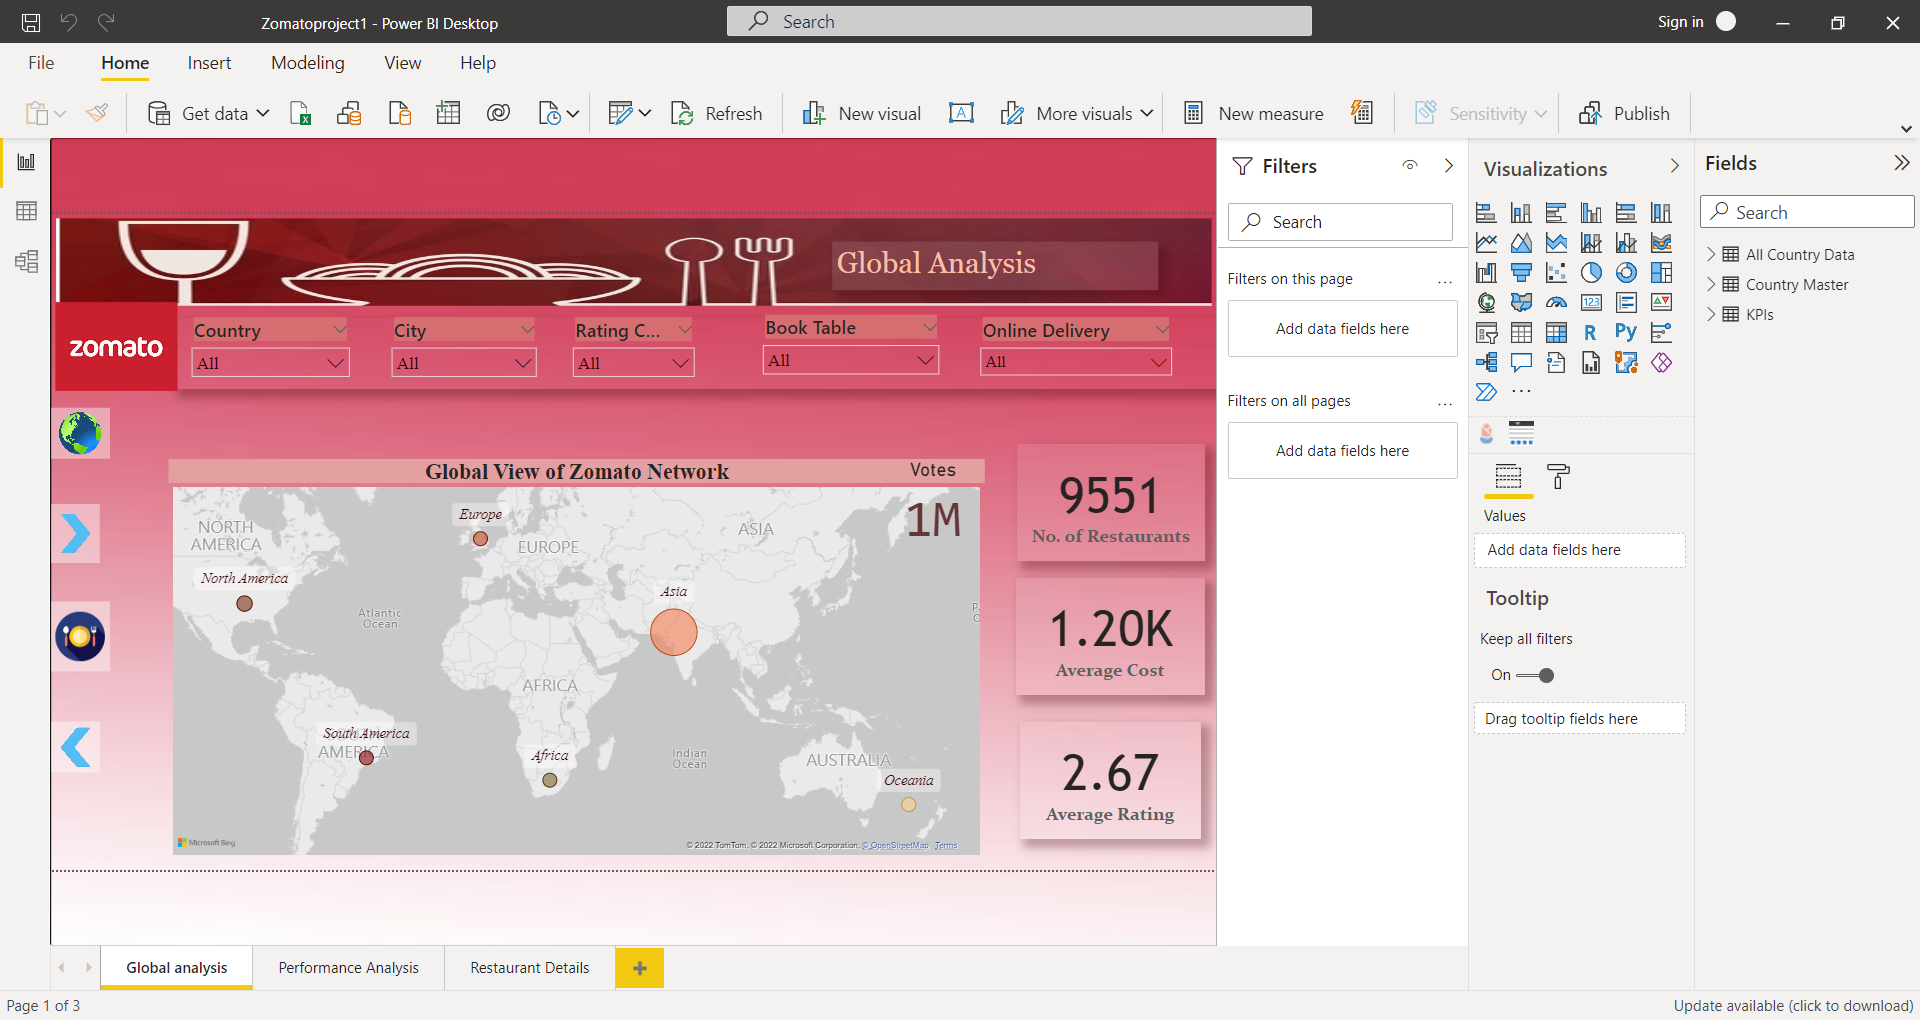 Zomatoproject1 - Power BI Desktop
Search
Sign in
File
Home
Insert
Modeling
View
Help
Get data
Refresh
New visual
More visuals
New measure
Sensitivity
Publish
Global Analysis
zomato
Country
All
City
All
Rating C...
All
Book Table
All
Online Delivery
All
Global View of Zomato Network
Votes
1M
NORTH
AMERICA
Europe
EUROPE
ASIA
North America
Atlantic
Ocean
Asia
AFRICA
South America
AMERICA
Africa
Indian
Ocean
AUSTRALIA
Oceania
Microsoft Bing
© 2022 TomTom, © 2022 Microsoft Corporation, © OpenStreetMap Terms
9551
No. of Restaurants
1.20K
Average Cost
2.67
Average Rating
Filters
Search
Filters on this page
...
Add data fields here
Filters on all pages
...
Add data fields here
Visualizations
123
R
Py
...
Values
Add data fields here
Tooltip
Keep all filters
On
Drag tooltip fields here
Fields
Search
All Country Data
Country Master
KPIs
Global analysis
Performance Analysis
Restaurant Details
+
Page 1 of 3
Update available (click to download)